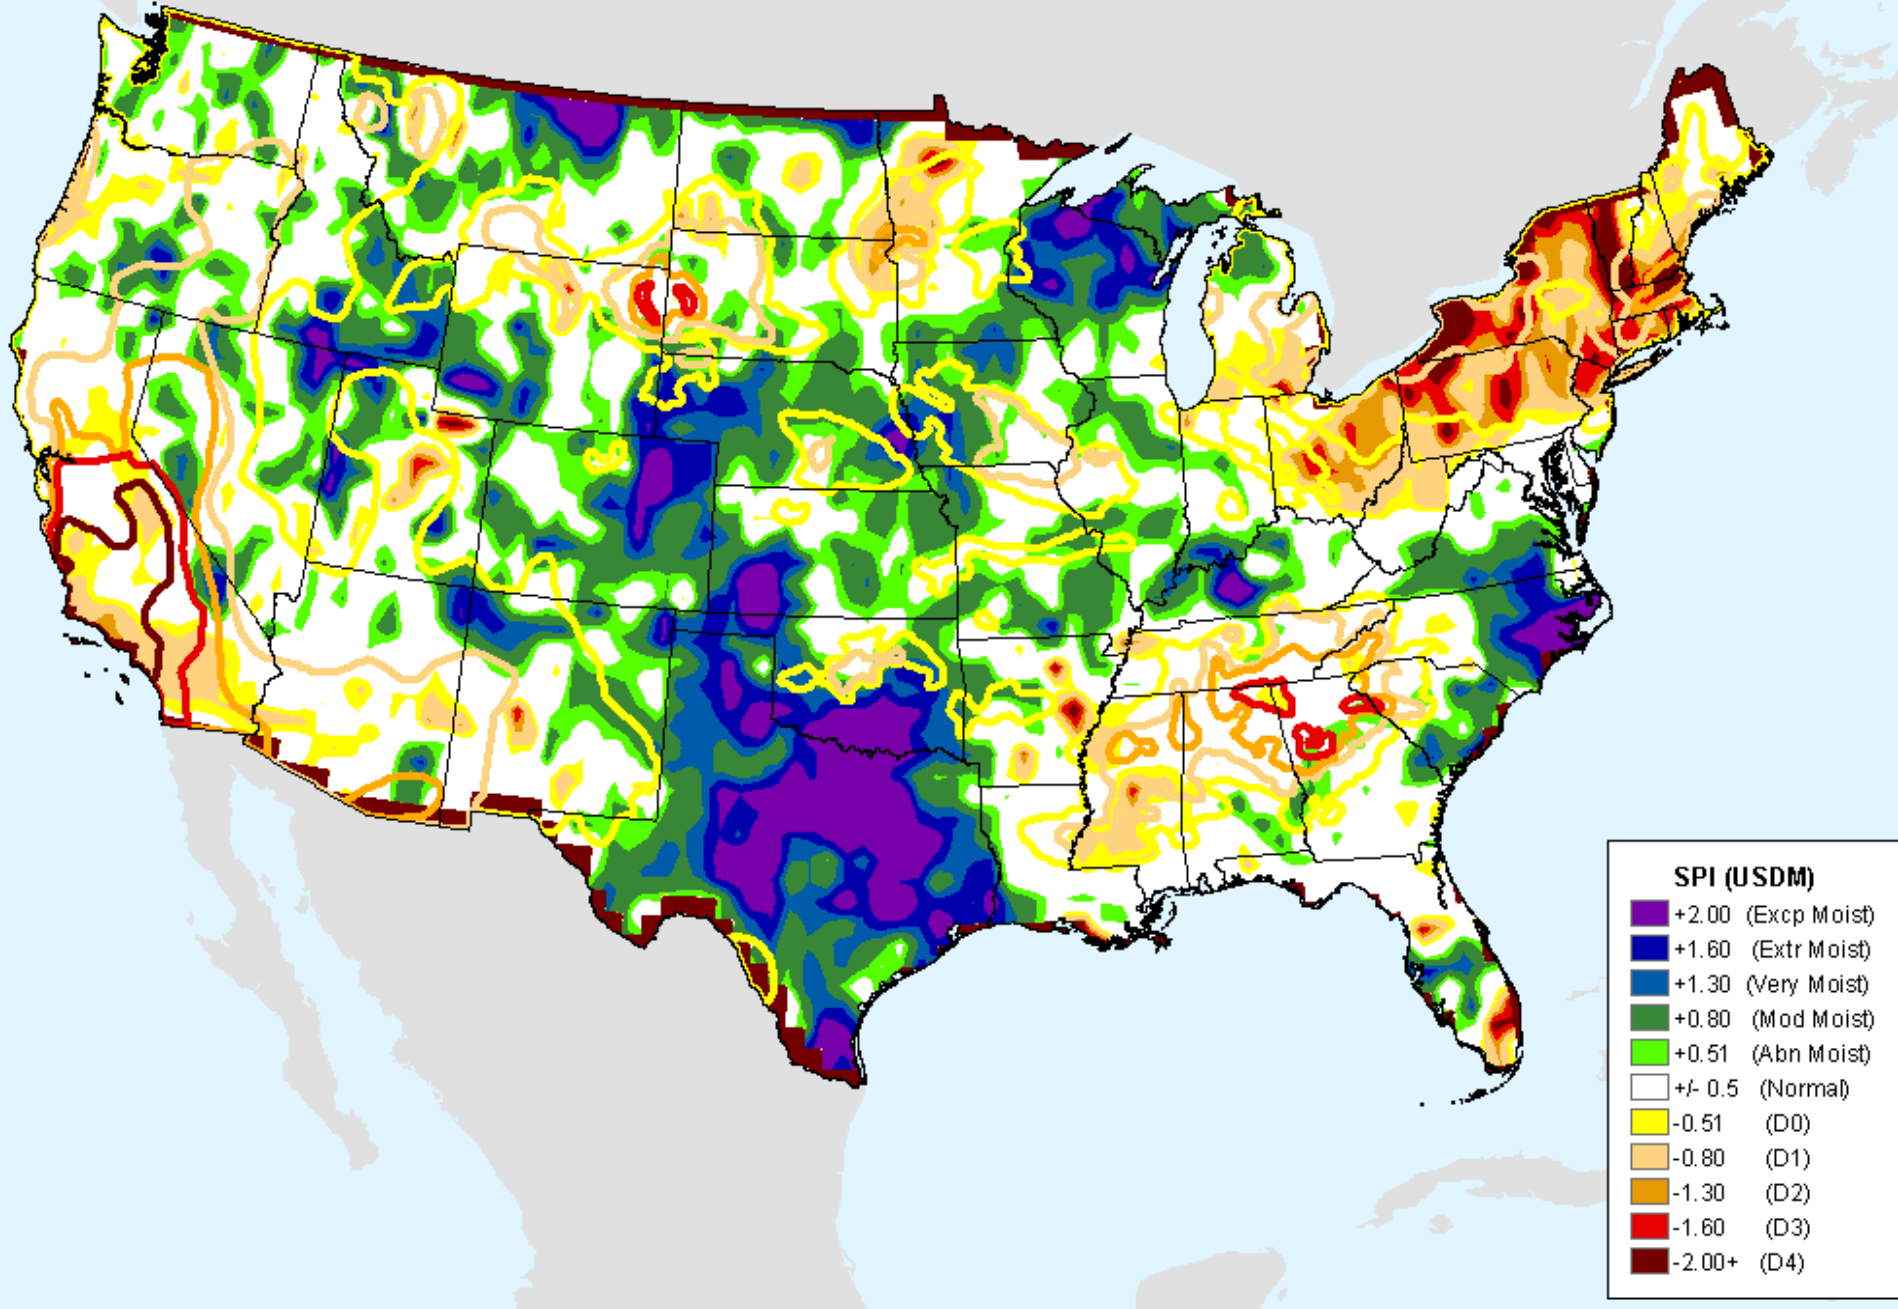 SPI (USDM)
+2.00 (Excp Moist)
+1.60 (Extr Moist)
+1.30 (Very Moist)
+0.80 (Mod Moist)
+0.51 (Abn Moist)
+/- 0.5 (Normal)
-0.51 (D0)
-0.80 (D1)
-1.30 (D2)
-1.60 (D3)
-2.00+ (D4)